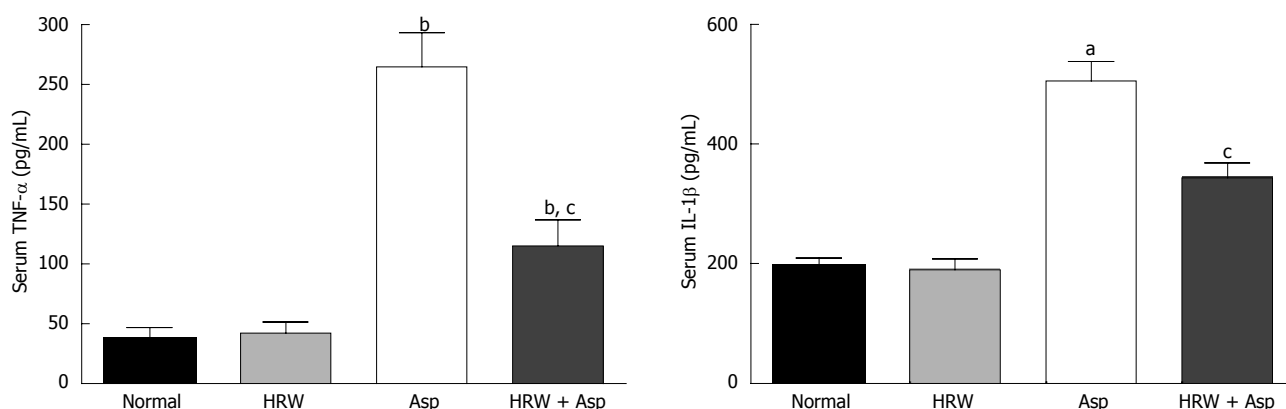 Serum TNF-α (pg/mL)
300
250
200
150
100
50
0
b
b, c
Normal HRW Asp HRW + Asp
Serum IL-1β (pg/mL)
600
400
200
0
a
c
Normal HRW Asp HRW + Asp